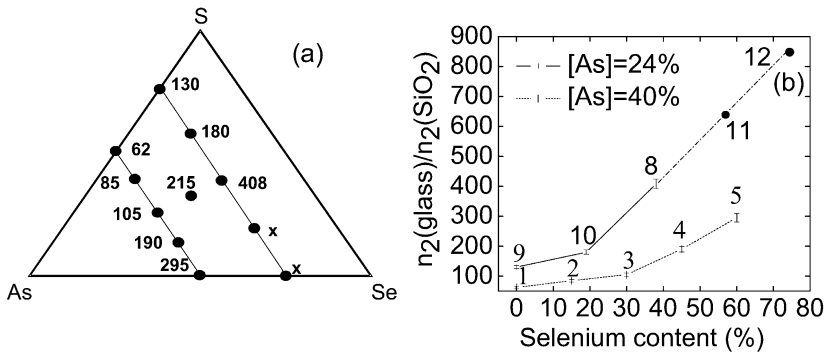 S
(a)
130
180
62
85
215
408
105
x
190
295
x
As
Se
900
800
700
600
500
400
300
200
100
n2(glass)/n2(SiO2)
[As]=24%
[As]=40%
12
(b)
11
8
5
10
9
4
3
2
1
0 10 20 30 40 50 60 70 80
Selenium content (%)